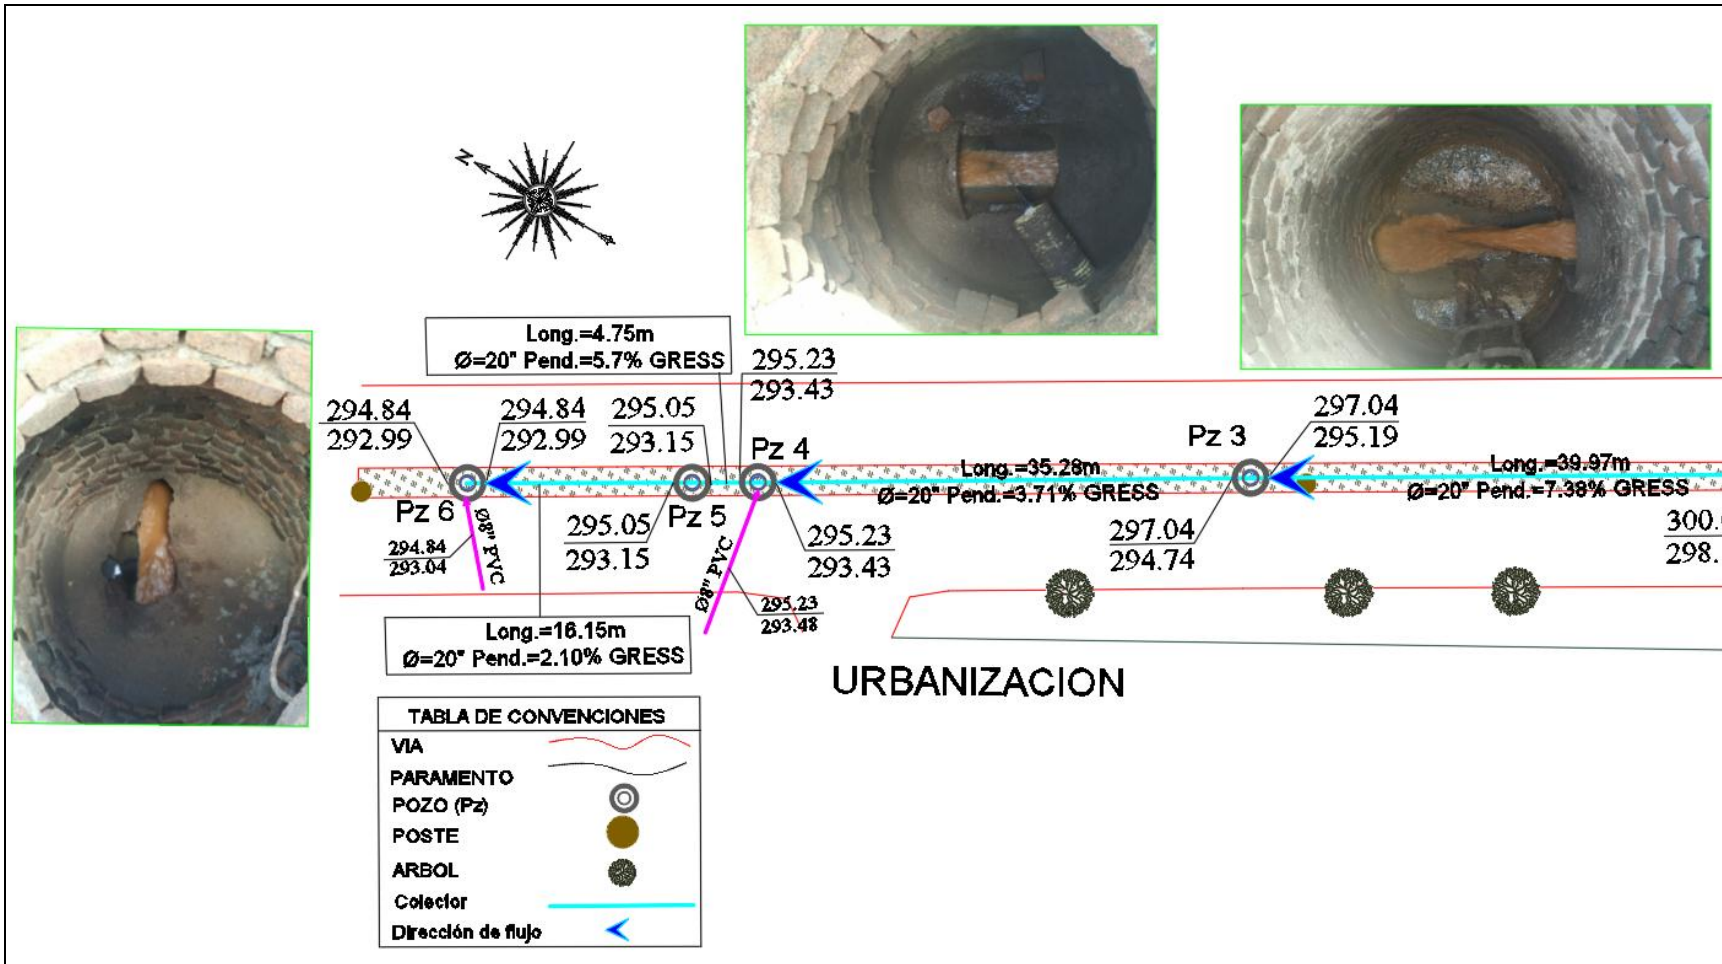 N
Long.=4.75m
Ø=20" Pend.=5.7% GRESS
295.23
293.43
294.84
292.99
294.84
292.99
295.05
293.15
Pz 4
Pz 3
297.04
295.19
Long.=35.28m
Ø=20" Pend.=3.71% GRESS
Long.=39.97m
Ø=20" Pend.=7.38% GRESS
Pz 6
Ø8" PVC
294.84
293.04
295.05
293.15
Pz 5
Ø8" PVC
295.23
293.43
297.04
294.74
300.
298.
295.23
293.48
Long.=16.15m
Ø=20" Pend.=2.10% GRESS
URBANIZACION
TABLA DE CONVENCIONES
VIA
PARAMENTO
POZO (Pz)
POSTE
ARBOL
Colector
Dirección de flujo